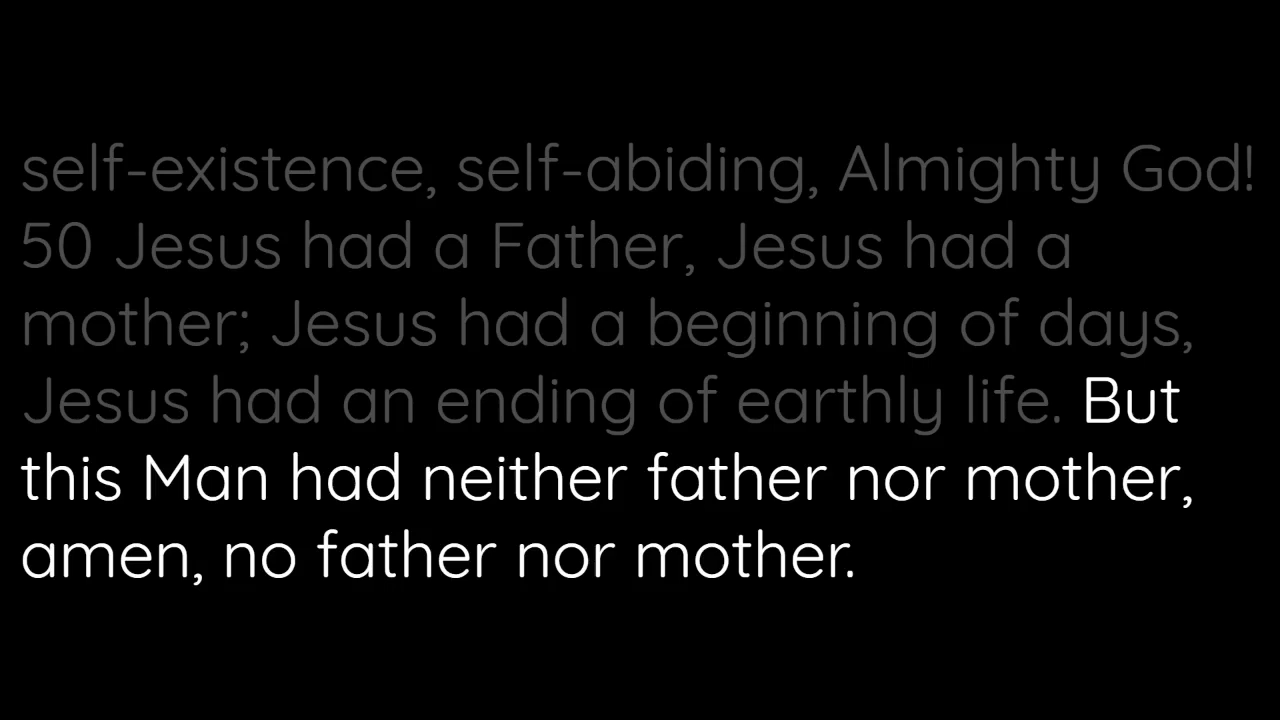 self-existence, self-abiding, Almighty God!
50 Jesus had a Father, Jesus had a
mother; Jesus had a beginning of days,
Jesus had an ending of earthly life. But
this Man had neither father nor mother,
amen, no father nor mother.